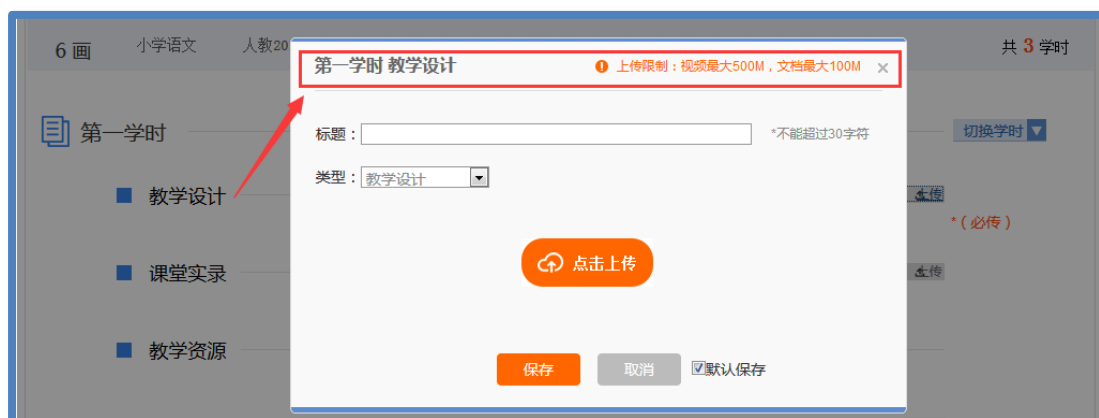 6 画 小学语文 人教20 共 3 学时
第一学时 教学设计 上传限制：视频最大500M，文档最大100M ×
第一学时 切换学时
标题： *不能超过30字符
类型： 教学设计
教学设计 上传
*（必传）
点击上传
课堂实录 上传
教学资源
保存 取消 默认保存